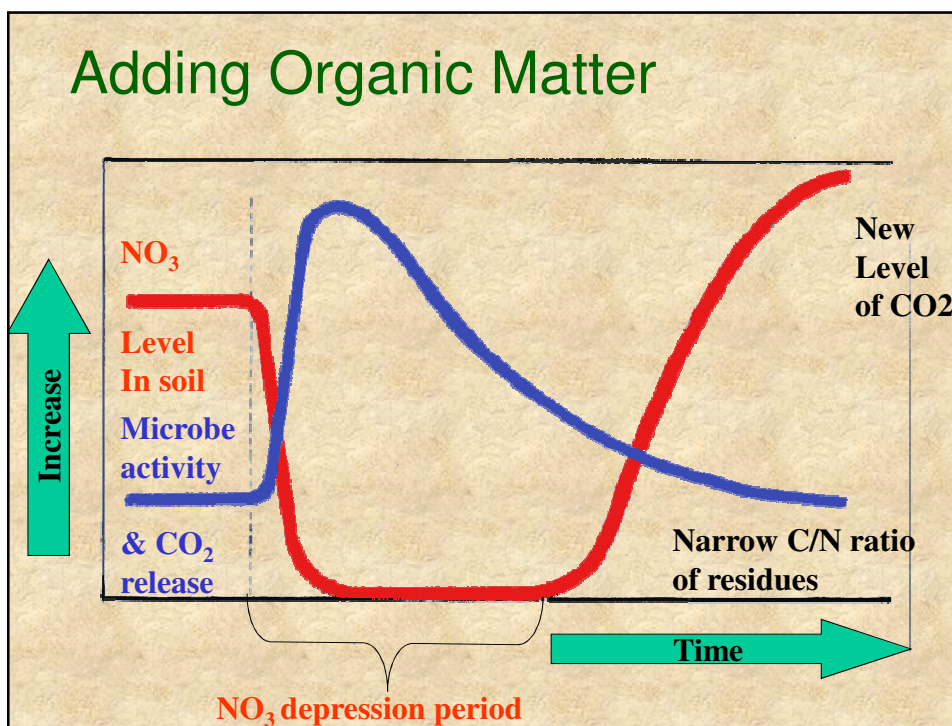 Adding Organic Matter
NO₃
Level
In soil
Microbe
activity
& CO₂
release
Increase
New
Level
of CO2
Narrow C/N ratio
of residues
Time
NO₃ depression period